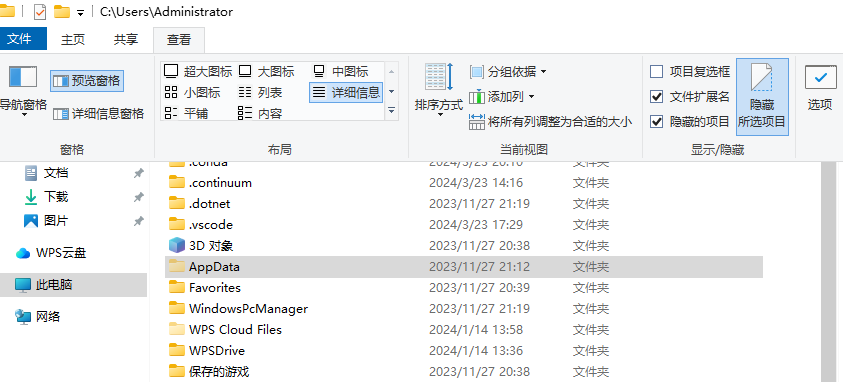 C:\Users\Administrator
文件 主页 共享 查看
超大图标 大图标 中图标
小图标 列表 详细信息
平铺 内容
导航窗格
预览窗格
详细信息窗格
排序方式
分组依据
添加列
将所有列调整为合适的大小
项目复选框
文件扩展名
隐藏的项目
隐藏
所选项目
选项
窗格 布局 当前视图 显示/隐藏
文档
下载
图片
WPS云盘
此电脑
网络
.conda 2024/3/23 20:10 文件夹
.continuum 2024/3/23 14:16 文件夹
.dotnet 2023/11/27 21:19 文件夹
.vscode 2024/3/23 17:29 文件夹
3D 对象 2023/11/27 20:38 文件夹
AppData 2023/11/27 21:12 文件夹
Favorites 2023/11/27 20:39 文件夹
WindowsPcManager 2023/11/27 21:19 文件夹
WPS Cloud Files 2024/1/14 13:58 文件夹
WPSDrive 2024/1/14 13:36 文件夹
保存的游戏 2023/11/27 20:38 文件夹